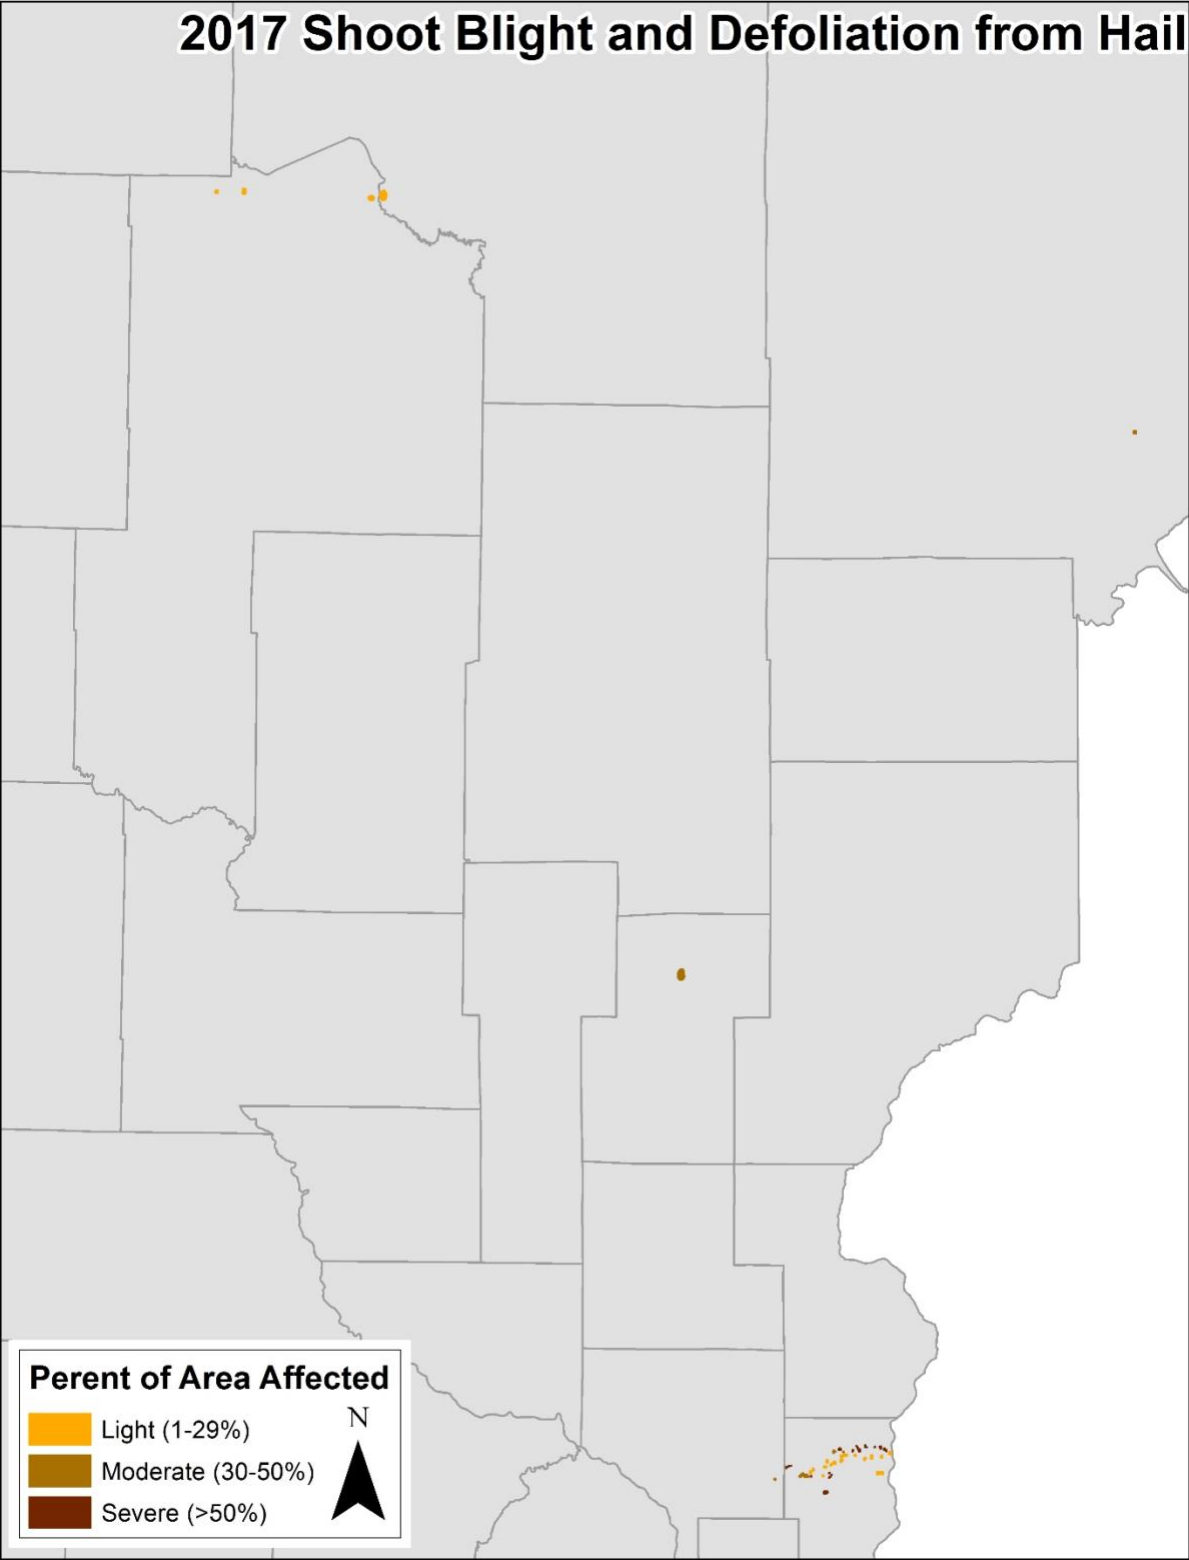 2017 Shoot Blight and Defoliation from Hail
Perent of Area Affected
N
Light (1-29%)
Moderate (30-50%)
Severe (>50%)